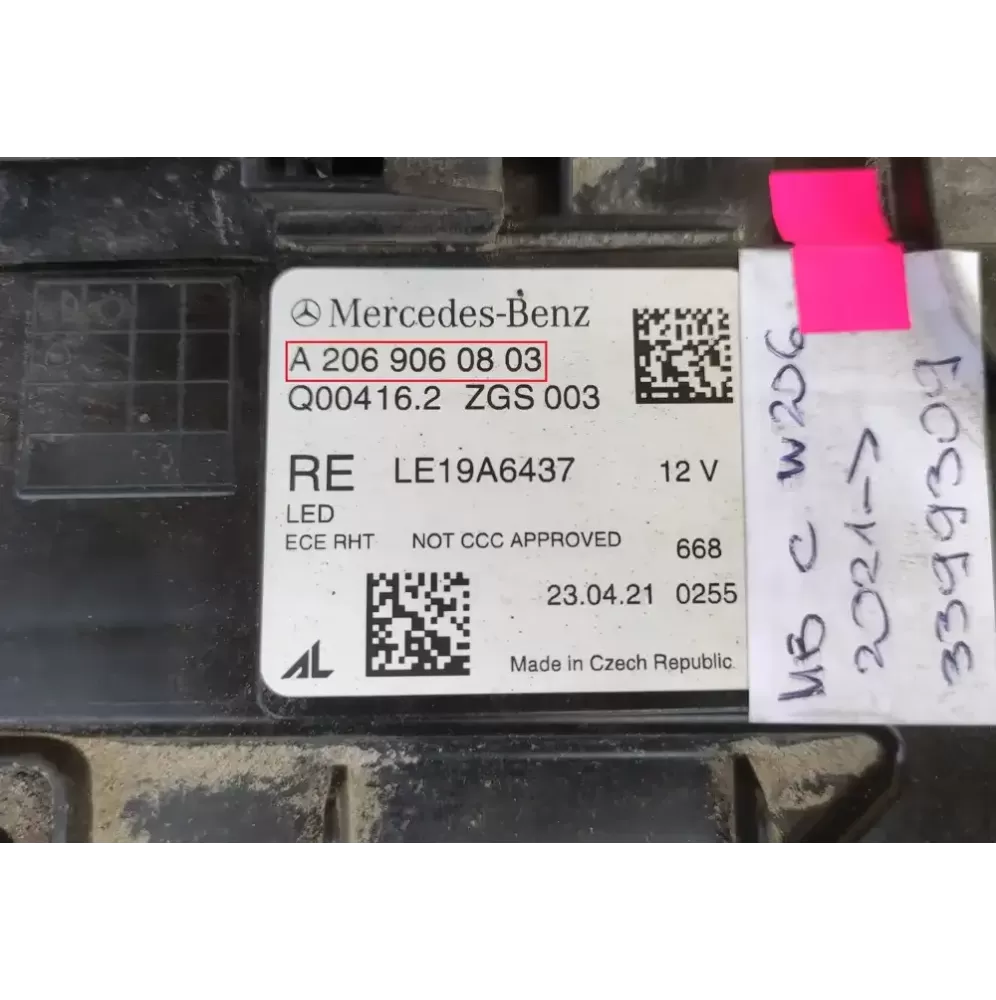 Mercedes-Benz
A 206 906 08 03
Q00416.2 ZGS 003
RE LE19A6437 12 V
LED
ECE RHT NOT CCC APPROVED 668
23.04.21 0255
AL
Made in Czech Republic
MB C W206
2021->
33999309